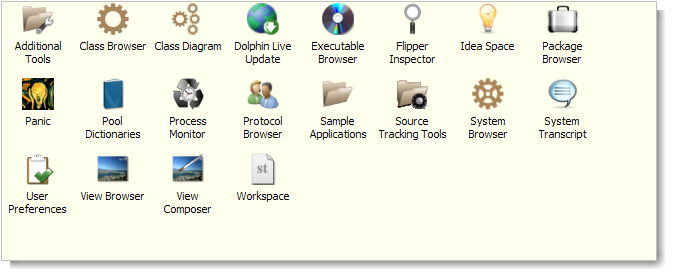 Additional
Tools
Class Browser
Class Diagram
Dolphin Live
Update
Executable
Browser
Flipper
Inspector
Idea Space
Package
Browser
Panic
Pool
Dictionaries
Process
Monitor
Protocol
Browser
Sample
Applications
Source
Tracking Tools
System
Browser
System
Transcript
User
Preferences
View Browser
View
Composer
st
Workspace